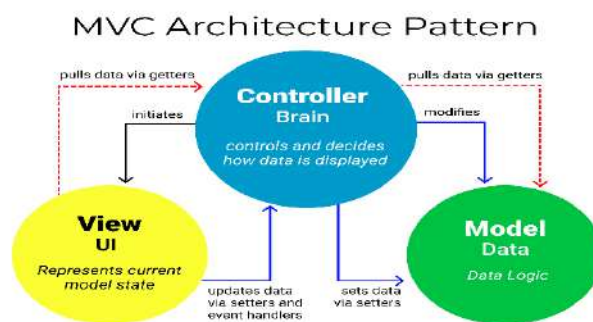 MVC Architecture Pattern
pulls data via getters
pulls data via getters
Controller
Brain
initiates
modifies
controls and decides
how data is displayed
View
UI
Represents current
model state
Model
Data
Data Logic
updates data
via setters and
event handlers
sets data
via setters